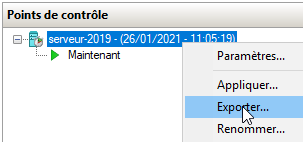 Points de contrôle
serveur-2019 - (26/01/2021 - 11:05:19)
Maintenant
Paramètres...
Appliquer...
Exporter...
Renommer...